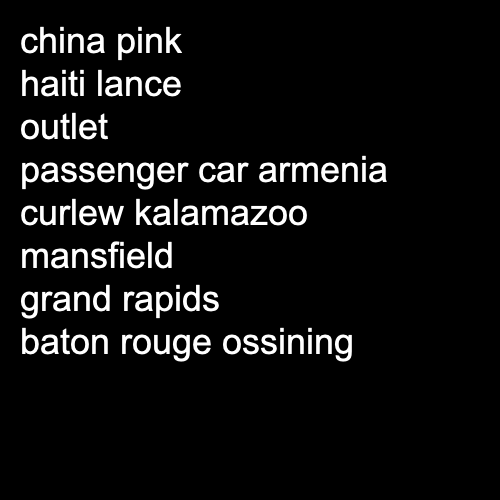 china pink
haiti lance
outlet
passenger car armenia
curlew kalamazoo
mansfield
grand rapids
baton rouge ossining